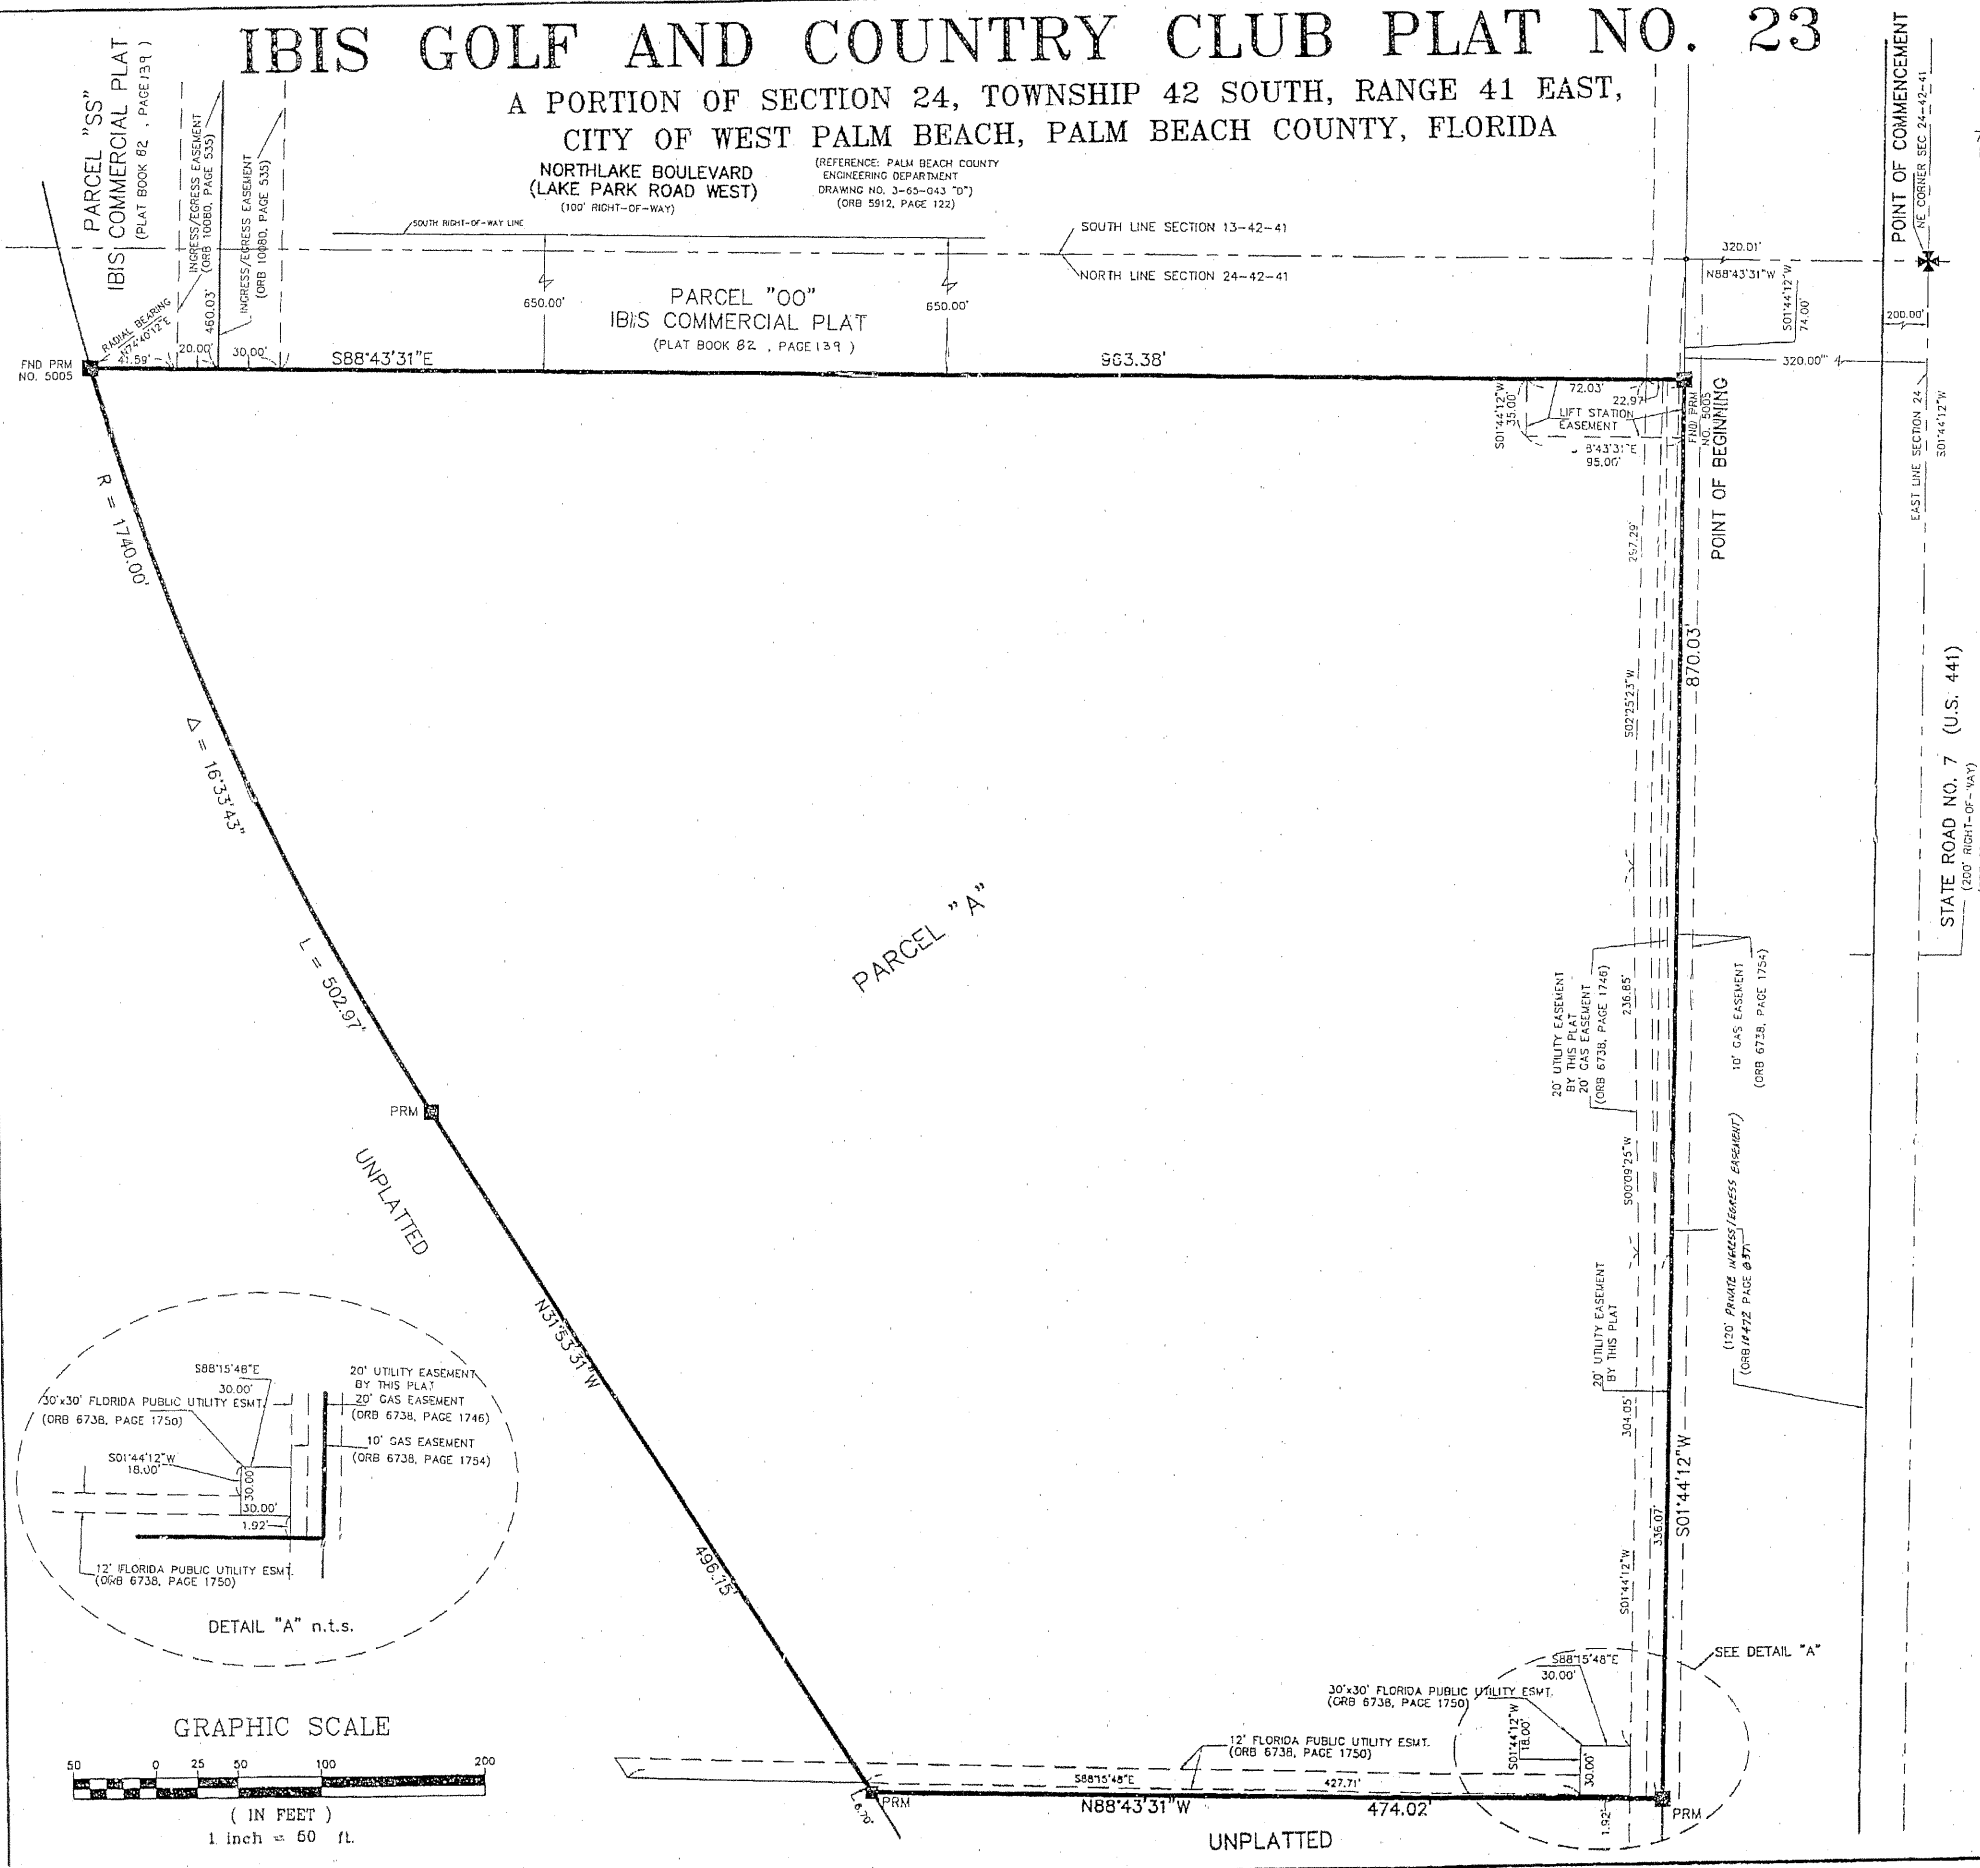 IBIS GOLF AND COUNTRY CLUB PLAT NO. 23
A PORTION OF SECTION 24, TOWNSHIP 42 SOUTH, RANGE 41 EAST,
CITY OF WEST PALM BEACH, PALM BEACH COUNTY, FLORIDA
NORTHLAKE BOULEVARD
(LAKE PARK ROAD WEST)
(100' RIGHT-OF-WAY)
(REFERENCE: PALM BEACH COUNTY
ENGINEERING DEPARTMENT
DRAWING NO. 3-65-043 "D")
(ORB 5912, PAGE 122)
PARCEL "SS"
IBIS COMMERCIAL PLAT
(PLAT BOOK 82 , PAGE 139 )
INGRESS/EGRESS EASEMENT
(ORB 10080, PAGE 535)
460.03'
INGRESS/EGRESS EASEMENT
(ORB 10080, PAGE 535)
SOUTH RIGHT-OF-WAY LINE
SOUTH LINE SECTION 13-42-41
NORTH LINE SECTION 24-42-41
650.00'
650.00'
PARCEL "OO"
IBIS COMMERCIAL PLAT
(PLAT BOOK 82 , PAGE 139 )
POINT OF COMMENCEMENT
NE CORNER SEC 24-42-41
320.01'
N88°43'31"W
S01°44'12"W
74.00'
200.00'
320.00'
RADIAL BEARING
N74°40'12"E
41.59'
20.00'
30.00'
FND PRM
NO. 5005
S88°43'31"E
963.38'
S01°44'12"W
35.00'
72.03'
22.97'
LIFT STATION
EASEMENT
8°43'31"E
95.00'
FND PRM
NO. 5005
POINT OF BEGINNING
EAST LINE SECTION 24
S01°44'12"W
R = 1740.00'
Δ = 16°33'43"
L = 502.97'
PRM
UNPLATTED
N31°53'31"W
496.15'
PARCEL "A"
297.29'
S02°25'23"W
870.03'
STATE ROAD NO. 7 (U.S. 441)
(200' RIGHT-OF-WAY)
20' UTILITY EASEMENT
BY THIS PLAT
20' GAS EASEMENT
(ORB 6738, PAGE 1746)
236.85'
S00°09'25"W
10' GAS EASEMENT
(ORB 6738, PAGE 1754)
(120' PRIVATE INGRESS/EGRESS EASEMENT)
20' UTILITY EASEMENT
BY THIS PLAT
304.05'
S01°44'12"W
336.07'
S01°44'12"W
S88°15'48"E
30.00'
30'x30' FLORIDA PUBLIC UTILITY ESMT.
(ORB 6738, PAGE 1750)
20' UTILITY EASEMENT
BY THIS PLAT
20' GAS EASEMENT
(ORB 6738, PAGE 1746)
10' GAS EASEMENT
(ORB 6738, PAGE 1754)
S01°44'12"W
18.00'
30.00'
30.00'
1.92'
12' FLORIDA PUBLIC UTILITY ESMT.
(ORB 6738, PAGE 1750)
DETAIL "A" n.t.s.
SEE DETAIL "A"
S88°15'48"E
30.00'
30'x30' FLORIDA PUBLIC UTILITY ESMT.
(ORB 6738, PAGE 1750)
S01°44'12"W
18.00'
30.00'
12' FLORIDA PUBLIC UTILITY ESMT.
(ORB 6738, PAGE 1750)
S88°15'48"E
427.71'
6.70'
PRM
N88°43'31"W
474.02'
1.92'
PRM
UNPLATTED
GRAPHIC SCALE
50 0 25 50 100 200
( IN FEET )
1 inch = 50 ft.